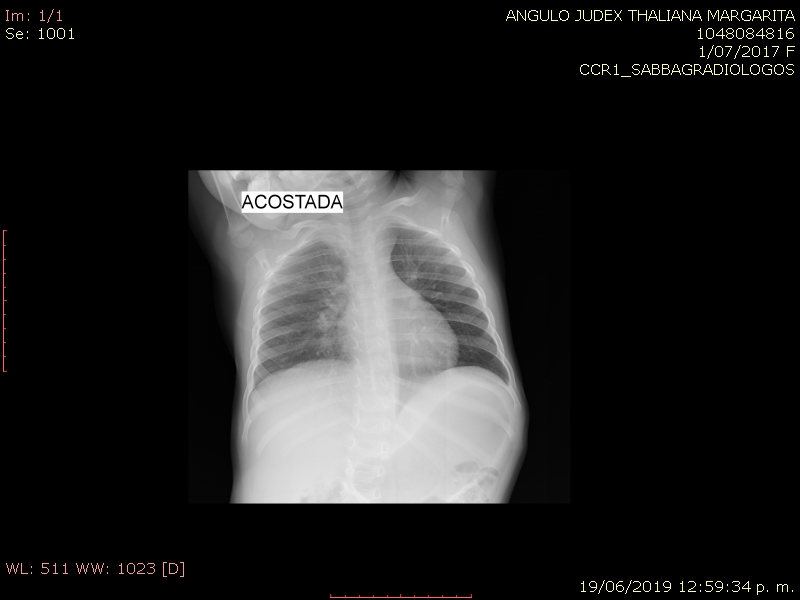 Im: 1/1
Se: 1001
ANGULO JUDEX THALIANA MARGARITA
1048084816
1/07/2017 F
CCR1_SABBAGRADIOLOGOS
ACOSTADA
WL: 511 WW: 1023 [D]
19/06/2019 12:59:34 p. m.